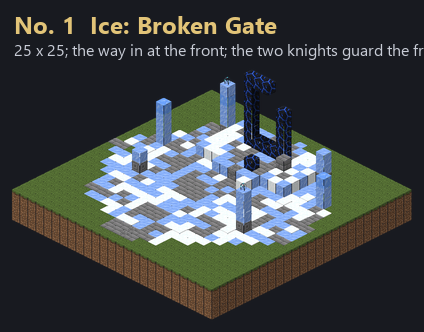 No. 1 Ice: Broken Gate
25 x 25; the way in at the front; the two knights guard the fr